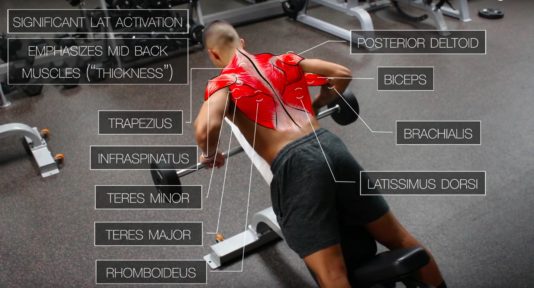 SIGNIFICANT LAT ACTIVATION
EMPHASIZES MID BACK
MUSCLES ("THICKNESS")
TRAPEZIUS
INFRASPINATUS
TERES MINOR
TERES MAJOR
RHOMBOIDEUS
POSTERIOR DELTOID
BICEPS
BRACHIALIS
LATISSIMUS DORSI